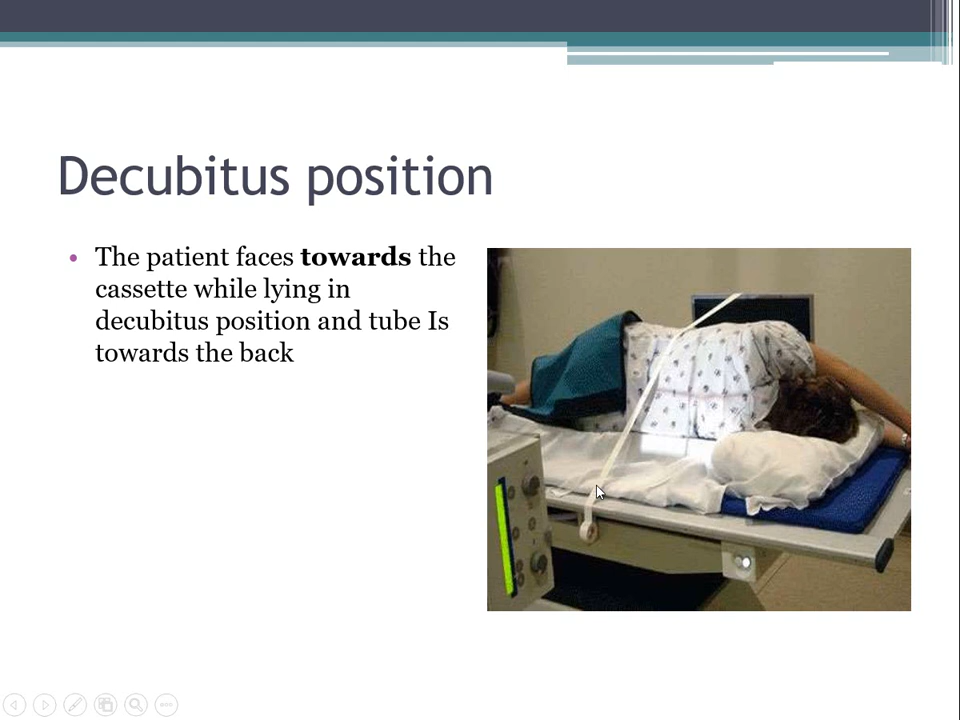 Decubitus position
• The patient faces towards the
cassette while lying in
decubitus position and tube Is
towards the back